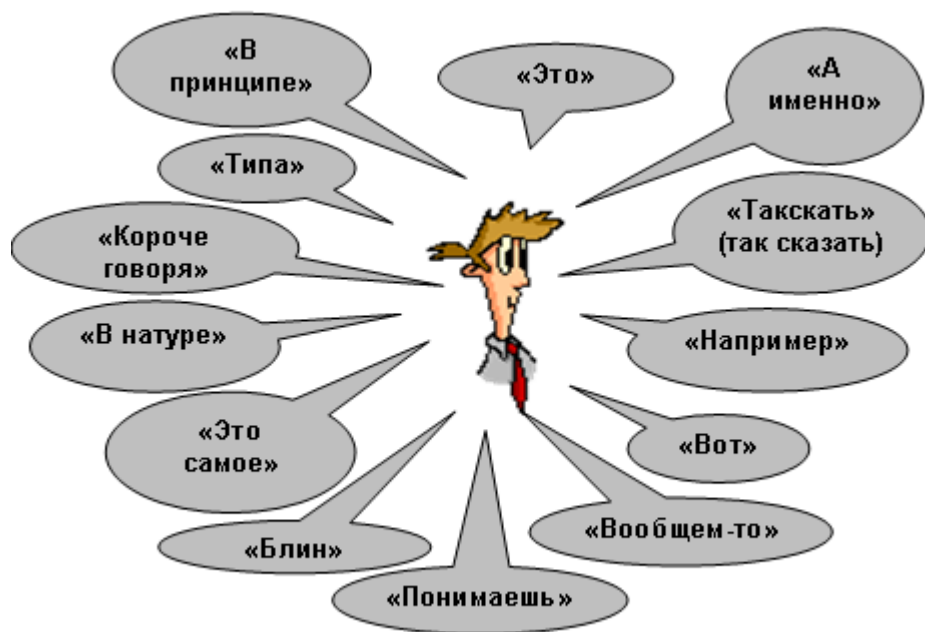 «В
принципе»
«Это»
«А
именно»
«Типа»
«Такскать»
(так сказать)
«Короче
говоря»
«В натуре»
«Например»
«Это
самое»
«Вот»
«Блин»
«Вообщем-то»
«Понимаешь»